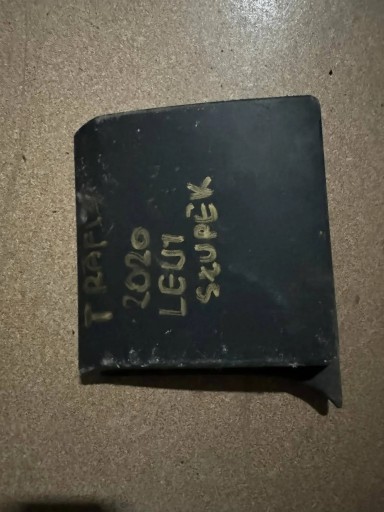 TRAFIC
2020
LEWY
SŁUPEK